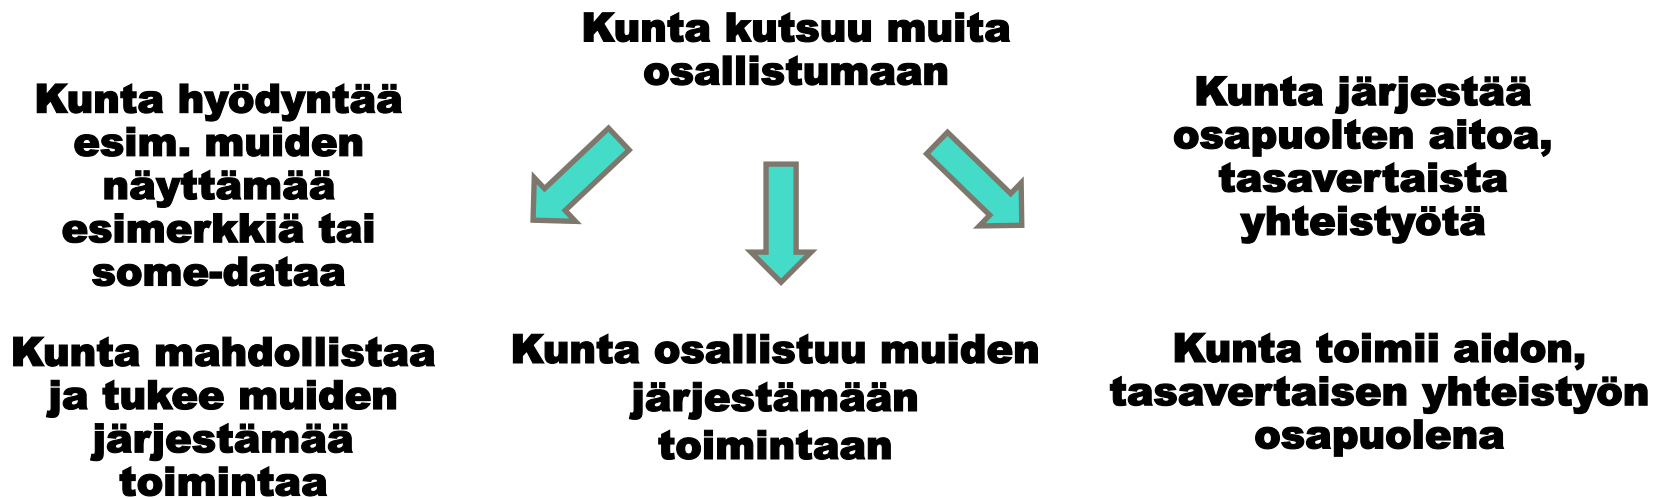 Kunta kutsuu muita
osallistumaan
Kunta hyödyntää
esim. muiden
näyttämää
esimerkkiä tai
some-dataa
Kunta järjestää
osapuolten aitoa,
tasavertaista
yhteistyötä
Kunta mahdollistaa
ja tukee muiden
järjestämää
toimintaa
Kunta osallistuu muiden
järjestämään
toimintaan
Kunta toimii aidon,
tasavertaisen yhteistyön
osapuolena